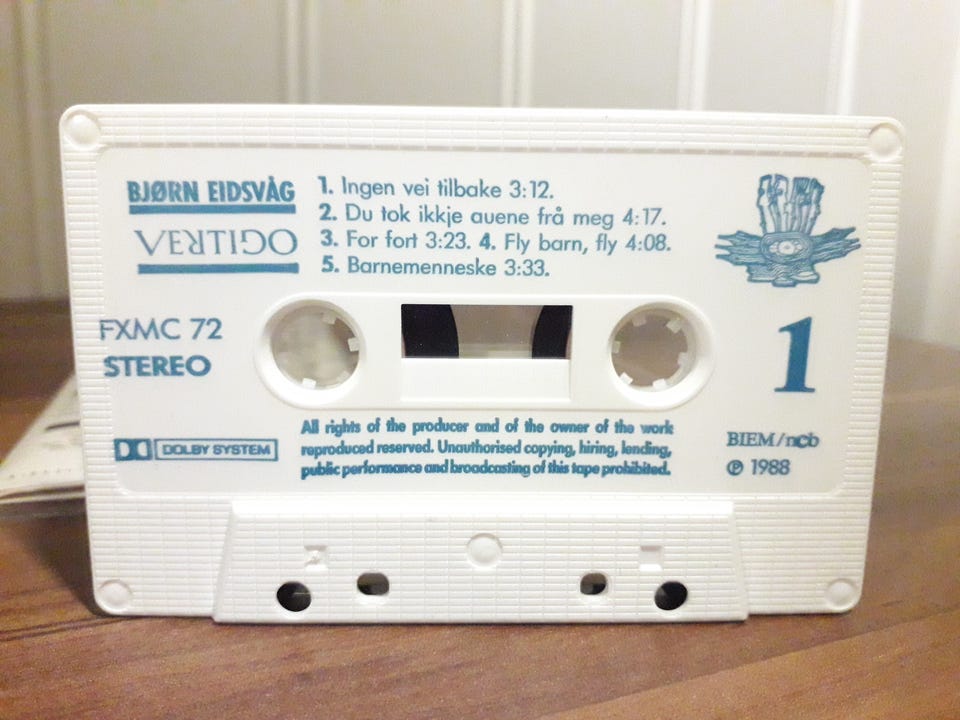 BJØRN EIDSVÅG
VERTIGO
1. Ingen vei tilbake 3:12.
2. Du tok ikkje auene frå meg 4:17.
3. For fort 3:23. 4. Fly barn, fly 4:08.
5. Barnemenneske 3:33.
FXMC 72
STEREO
1
DOLBY SYSTEM
All rights of the producer and of the owner of the work
reproduced reserved. Unauthorised copying, hiring, lending,
public performance and broadcasting of this tape prohibited.
BIEM/ncb
℗ 1988